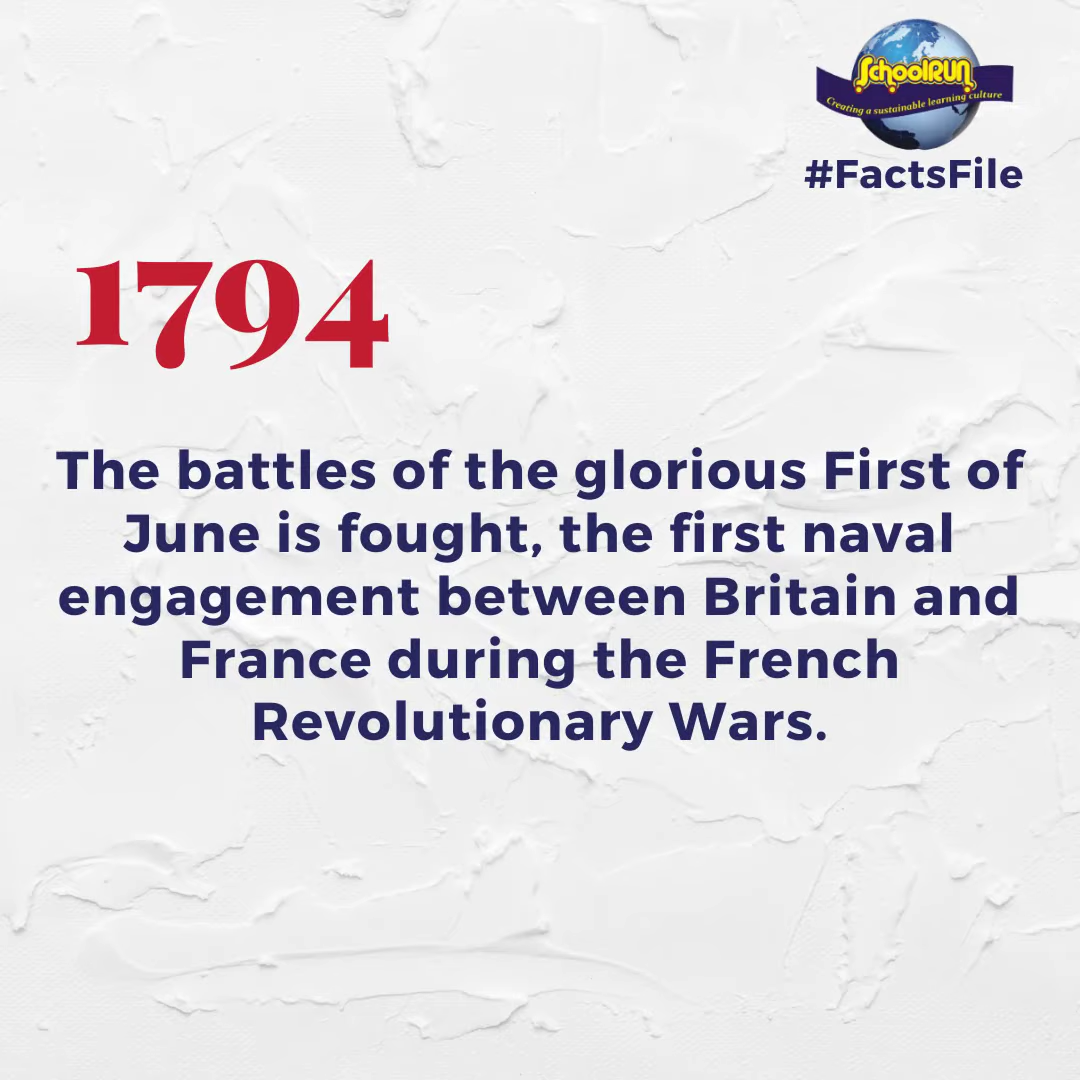 SchoolRUN
Creating a sustainable learning culture
#FactsFile
1794
The battles of the glorious First of
June is fought, the first naval
engagement between Britain and
France during the French
Revolutionary Wars.